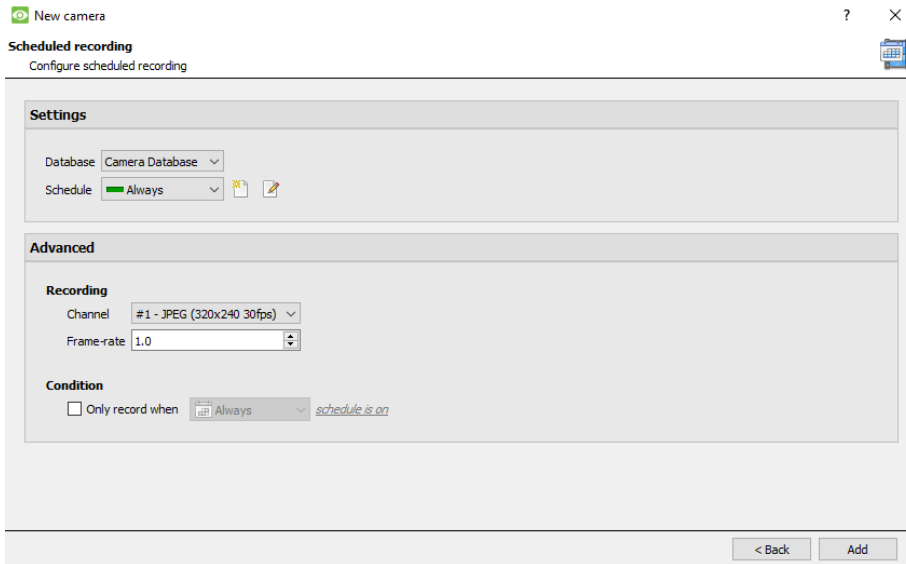 New camera
?
Scheduled recording
Configure scheduled recording
Settings
Database Camera Database
Schedule Always
Advanced
Recording
Channel #1 - JPEG (320x240 30fps)
Frame-rate 1.0
Condition
Only record when Always schedule is on
< Back Add